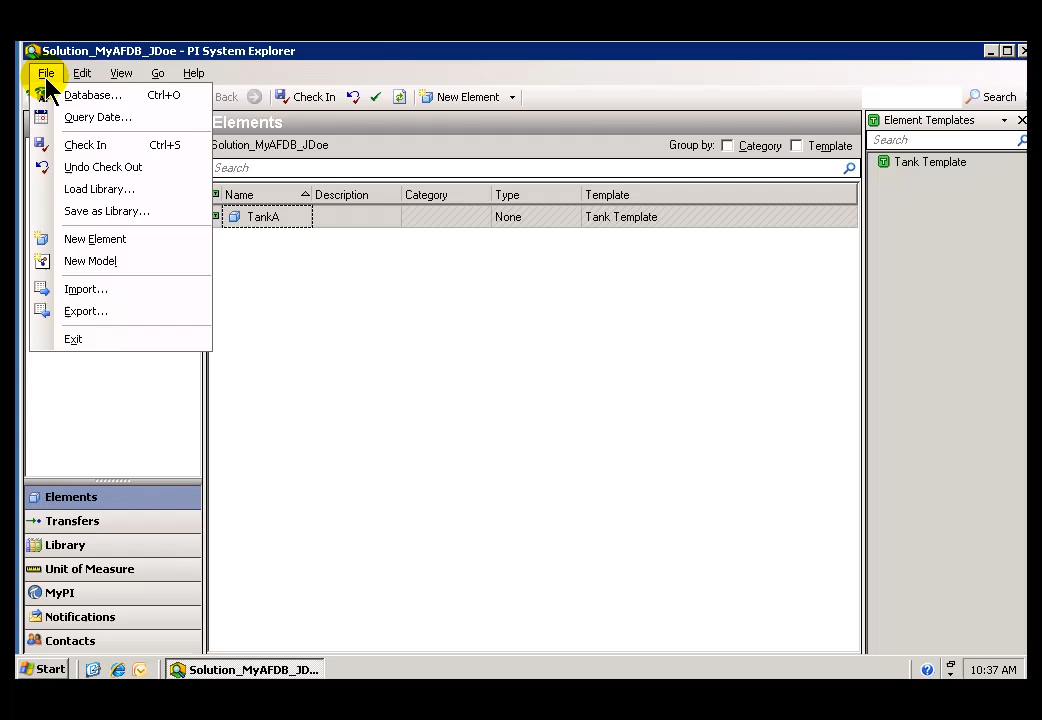 Solution_MyAFDB_JDoe - PI System Explorer
File Edit View Go Help
Database... Ctrl+O
Query Date...
Check In Ctrl+S
Undo Check Out
Load Library...
Save as Library...
New Element
New Model
Import...
Export...
Exit
Back Check In New Element Search
Elements
Solution_MyAFDB_JDoe Group by: Category Template
Search
Name Description Category Type Template
TankA None Tank Template
Element Templates
Search
Tank Template
Elements
Transfers
Library
Unit of Measure
MyPI
Notifications
Contacts
Start Solution_MyAFDB_JD... 10:37 AM